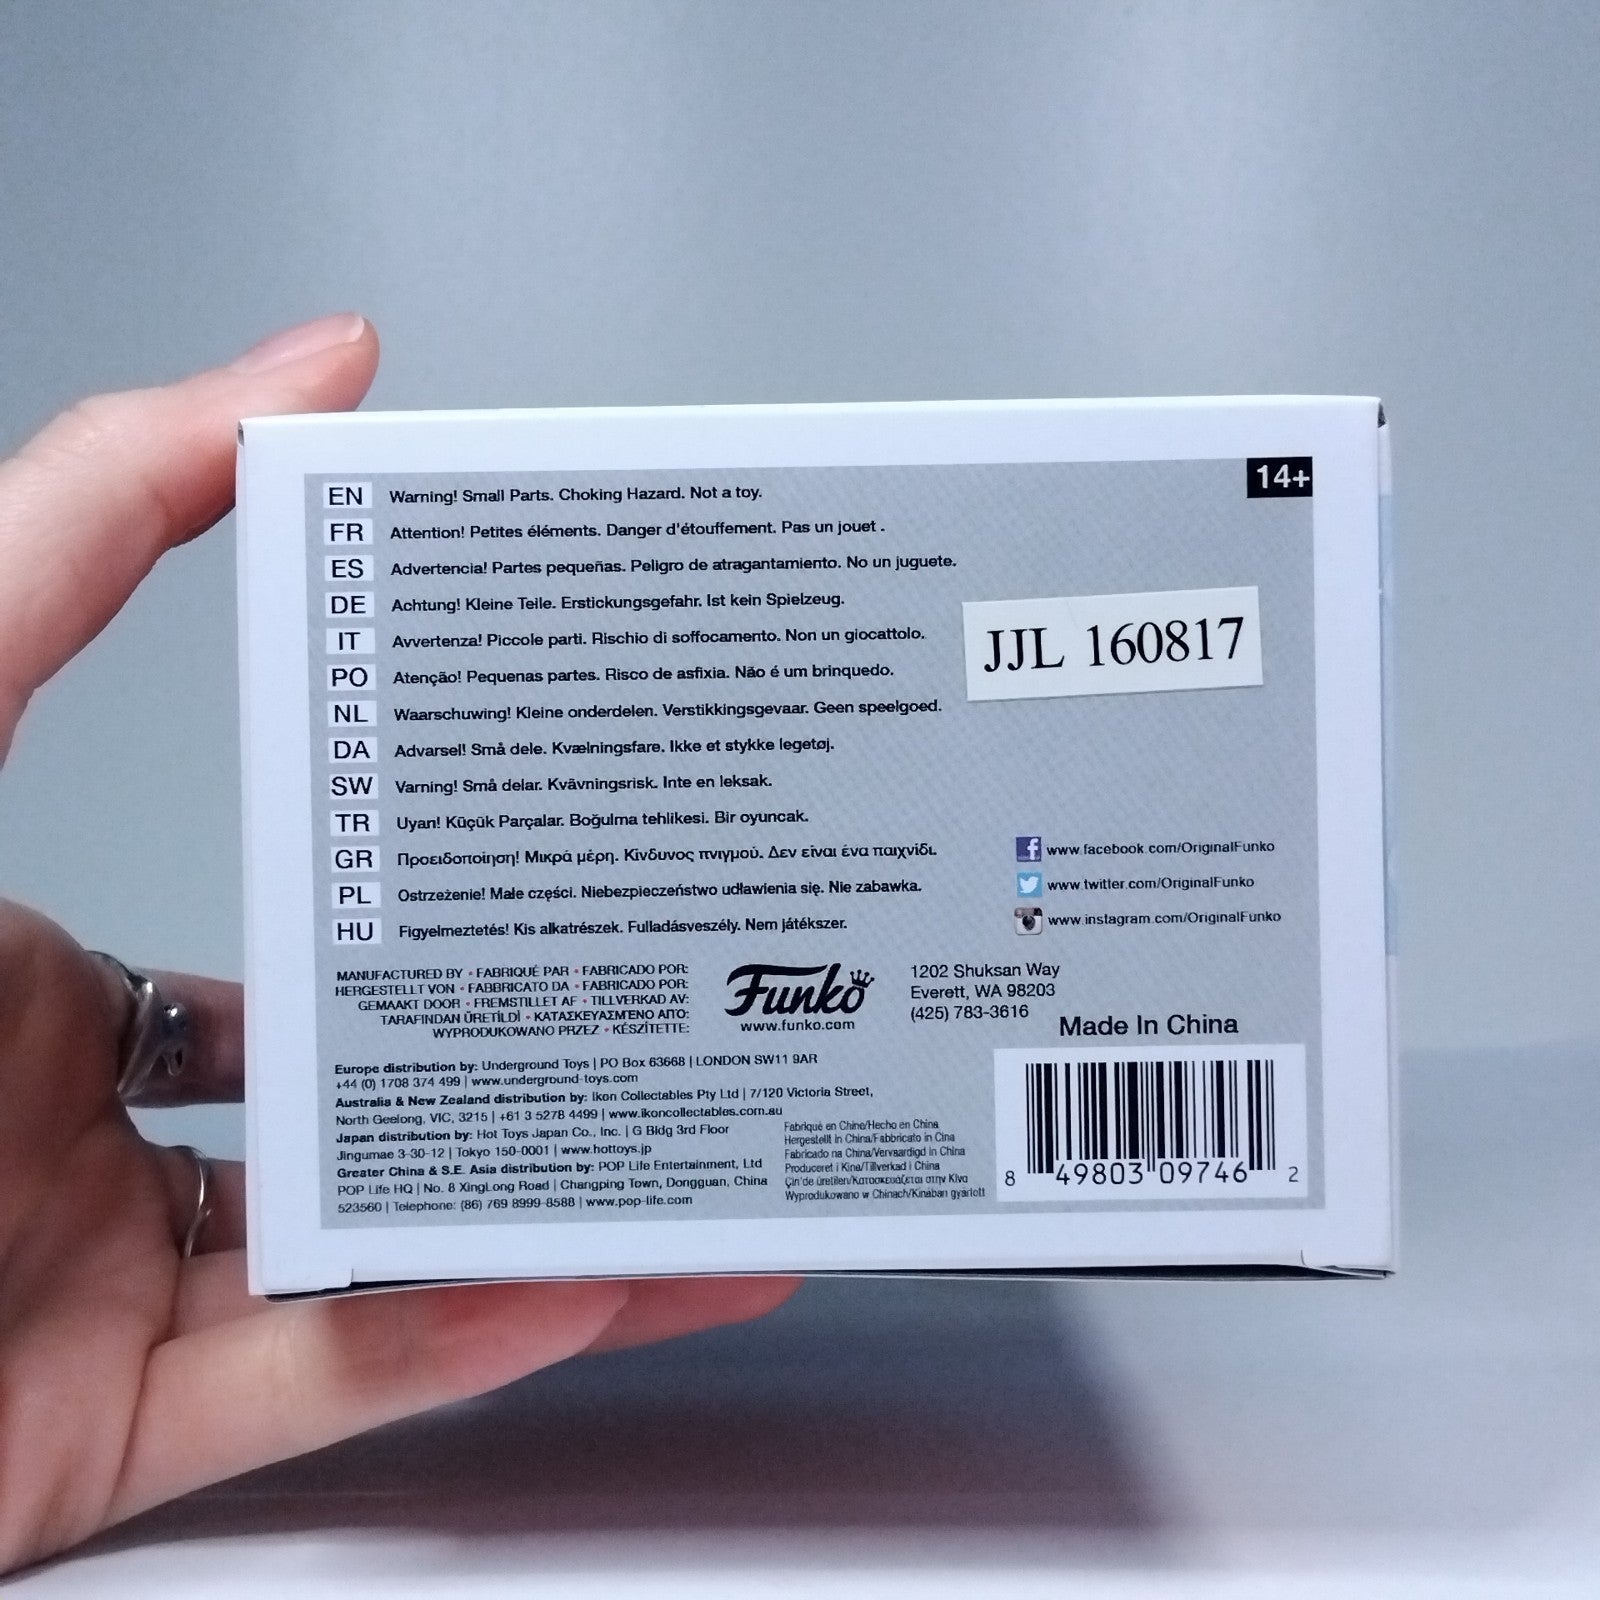 14+
EN Warning! Small Parts. Choking Hazard. Not a toy.
FR Attention! Petites éléments. Danger d'étouffement. Pas un jouet .
ES Advertencia! Partes pequeñas. Peligro de atragantamiento. No un juguete.
DE Achtung! Kleine Teile. Erstickungsgefahr. Ist kein Spielzeug.
IT Avvertenza! Piccole parti. Rischio di soffocamento. Non un giocattolo.
PO Atenção! Pequenas partes. Risco de asfixia. Não é um brinquedo.
NL Waarschuwing! Kleine onderdelen. Verstikkingsgevaar. Geen speelgoed.
DA Advarsel! Små dele. Kvælningsfare. Ikke et stykke legetøj.
SW Varning! Små delar. Kvävningsrisk. Inte en leksak.
TR Uyan! Küçük Parçalar. Boğulma tehlikesi. Bir oyuncak.
GR Προειδοποίηση! Μικρά μέρη. Κίνδυνος πνιγμού. Δεν είναι ένα παιχνίδι.
PL Ostrzeżenie! Małe części. Niebezpieczeństwo udławienia się. Nie zabawka.
HU Figyelmeztetés! Kis alkatrészek. Fulladásveszély. Nem játékszer.
JJL 160817
www.facebook.com/OriginalFunko
www.twitter.com/OriginalFunko
www.instagram.com/OriginalFunko
MANUFACTURED BY • FABRIQUÉ PAR • FABRICADO POR:
HERGESTELLT VON • FABBRICATO DA • FABRICADO POR:
GEMAAKT DOOR • FREMSTILLET AF • TILLVERKAD AV:
TARAFINDAN ÜRETİLDİ • ΚΑΤΑΣΚΕΥΑΣΜΈΝΟ ΑΠΌ:
WYPRODUKOWANO PRZEZ • KÉSZÍTETTE:
Funko
www.funko.com
1202 Shuksan Way
Everett, WA 98203
(425) 783-3616
Made In China
Europe distribution by: Underground Toys | PO Box 63668 | LONDON SW11 9AR
+44 (0) 1708 374 499 | www.underground-toys.com
Australia & New Zealand distribution by: Ikon Collectables Pty Ltd | 7/120 Victoria Street,
North Geelong, VIC, 3215 | +61 3 5278 4499 | www.ikoncollectables.com.au
Japan distribution by: Hot Toys Japan Co., Inc. | G Bldg 3rd Floor
Jingumae 3-30-12 | Tokyo 150-0001 | www.hottoys.jp
Greater China & S.E. Asia distribution by: POP Life Entertainment, Ltd
POP Life HQ | No. 8 XingLong Road | Changping Town, Dongguan, China
523560 | Telephone: (86) 769 8999-8588 | www.pop-life.com
Fabriqué en Chine/Hecho en China
Hergestellt in China/Fabbricato in Cina
Fabricado na China/Vervaardigd in China
Produceret i Kina/Tillverkad i China
Çin'de üretilen/Κατασκευάζεται στην Κίνα
Wyprodukowano w Chinach/Kínában gyártott
8 49803 09746 2